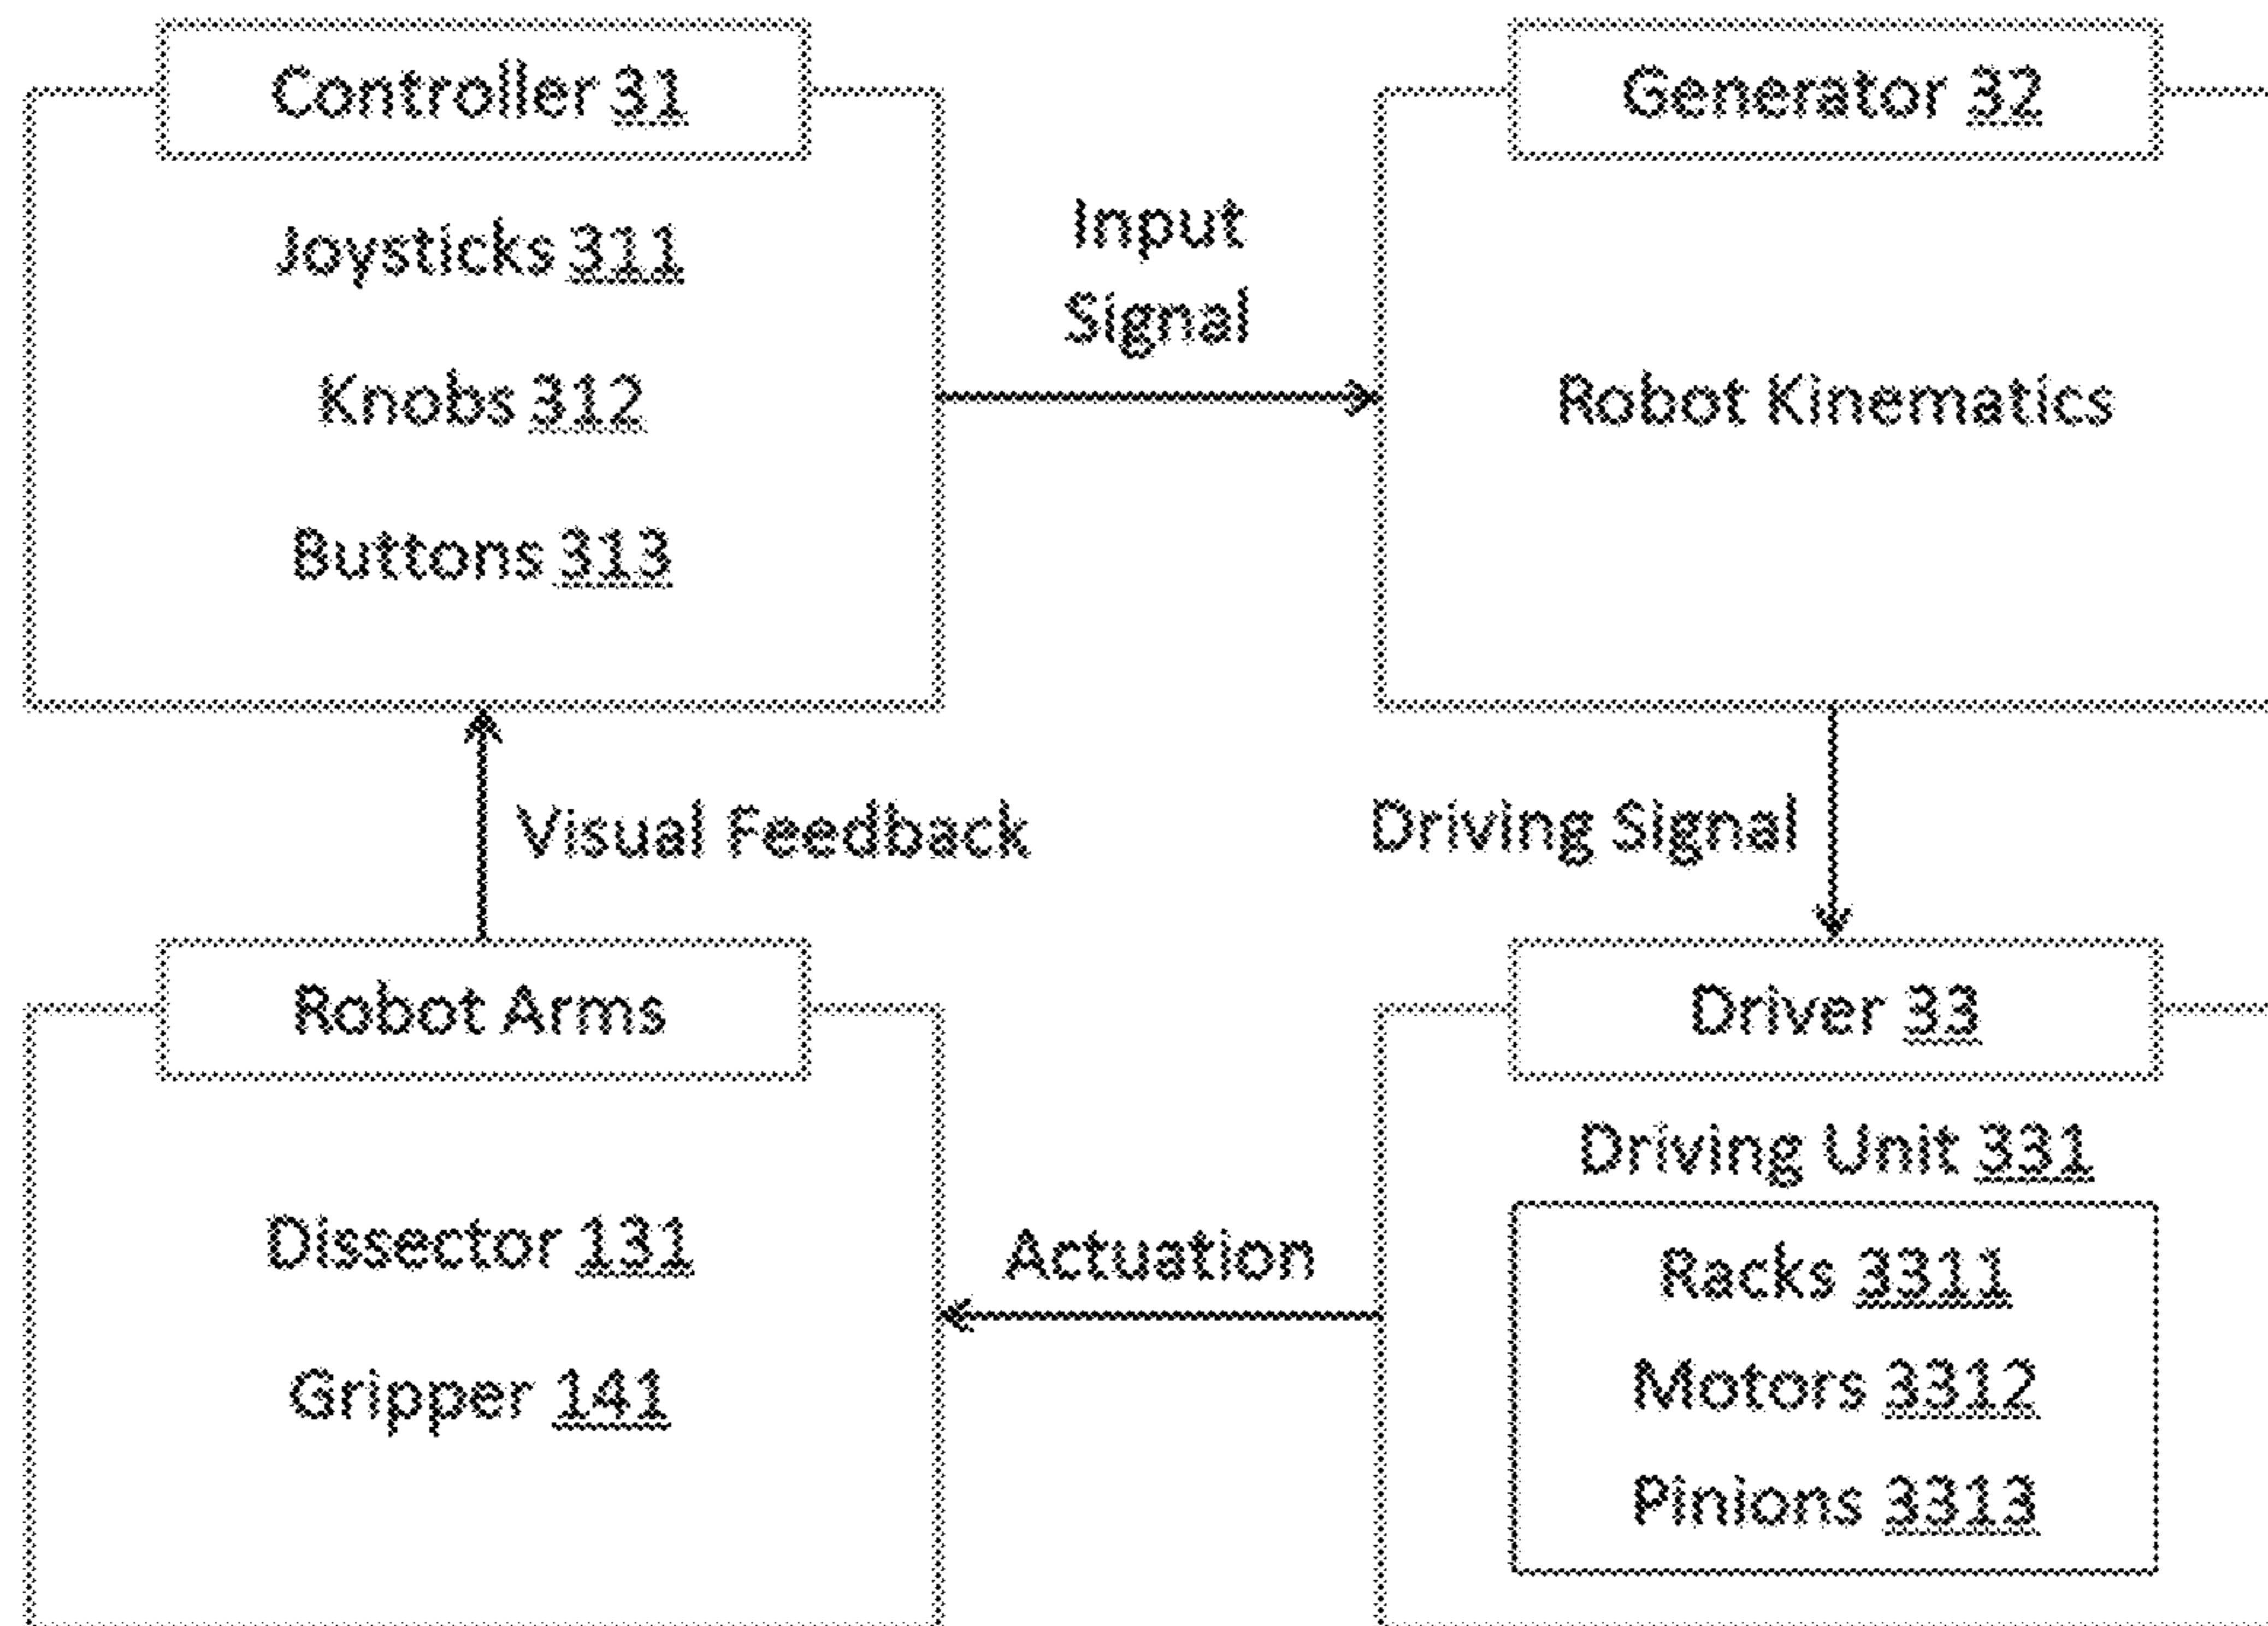 Controller 31
Joysticks 311
Knobs 312
Buttons 313
Input
Signal
Generator 32
Robot Kinematics
Visual Feedback
Driving Signal
Robot Arms
Dissector 131
Gripper 141
Actuation
Driver 33
Driving Unit 331
Racks 3311
Motors 3312
Pinions 3313